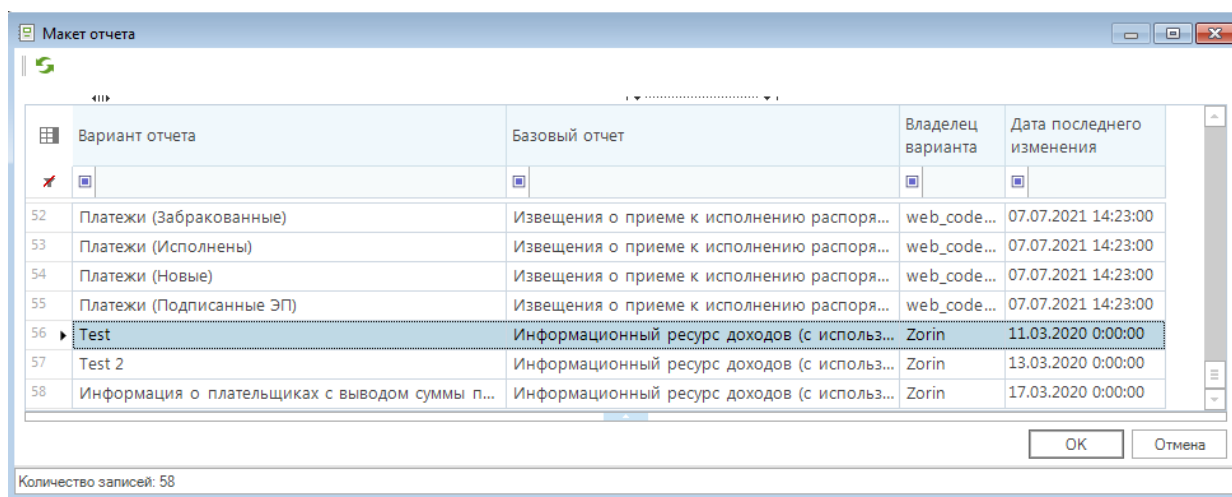 Макет отчета
Вариант отчета Базовый отчет Владелец варианта Дата последнего изменения
52 Платежи (Забракованные) Извещения о приеме к исполнению распоря... web_code... 07.07.2021 14:23:00
53 Платежи (Исполнены) Извещения о приеме к исполнению распоря... web_code... 07.07.2021 14:23:00
54 Платежи (Новые) Извещения о приеме к исполнению распоря... web_code... 07.07.2021 14:23:00
55 Платежи (Подписанные ЭП) Извещения о приеме к исполнению распоря... web_code... 07.07.2021 14:23:00
56 Test Информационный ресурс доходов (с использ... Zorin 11.03.2020 0:00:00
57 Test 2 Информационный ресурс доходов (с использ... Zorin 13.03.2020 0:00:00
58 Информация о плательщиках с выводом суммы п... Информационный ресурс доходов (с использ... Zorin 17.03.2020 0:00:00
OK Отмена
Количество записей: 58